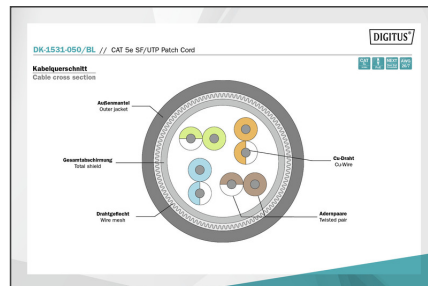 DIGITUS®
DK-1531-050/BL // CAT 5e SF/UTP Patch Cord
Kabelquerschnitt
Cable cross section
Außenmantel
Outer jacket
Gesamtabschirmung
Total shield
Cu-Draht
Cu-Wire
Drahtgeflecht
Wire mesh
Adernpaare
Twisted pair